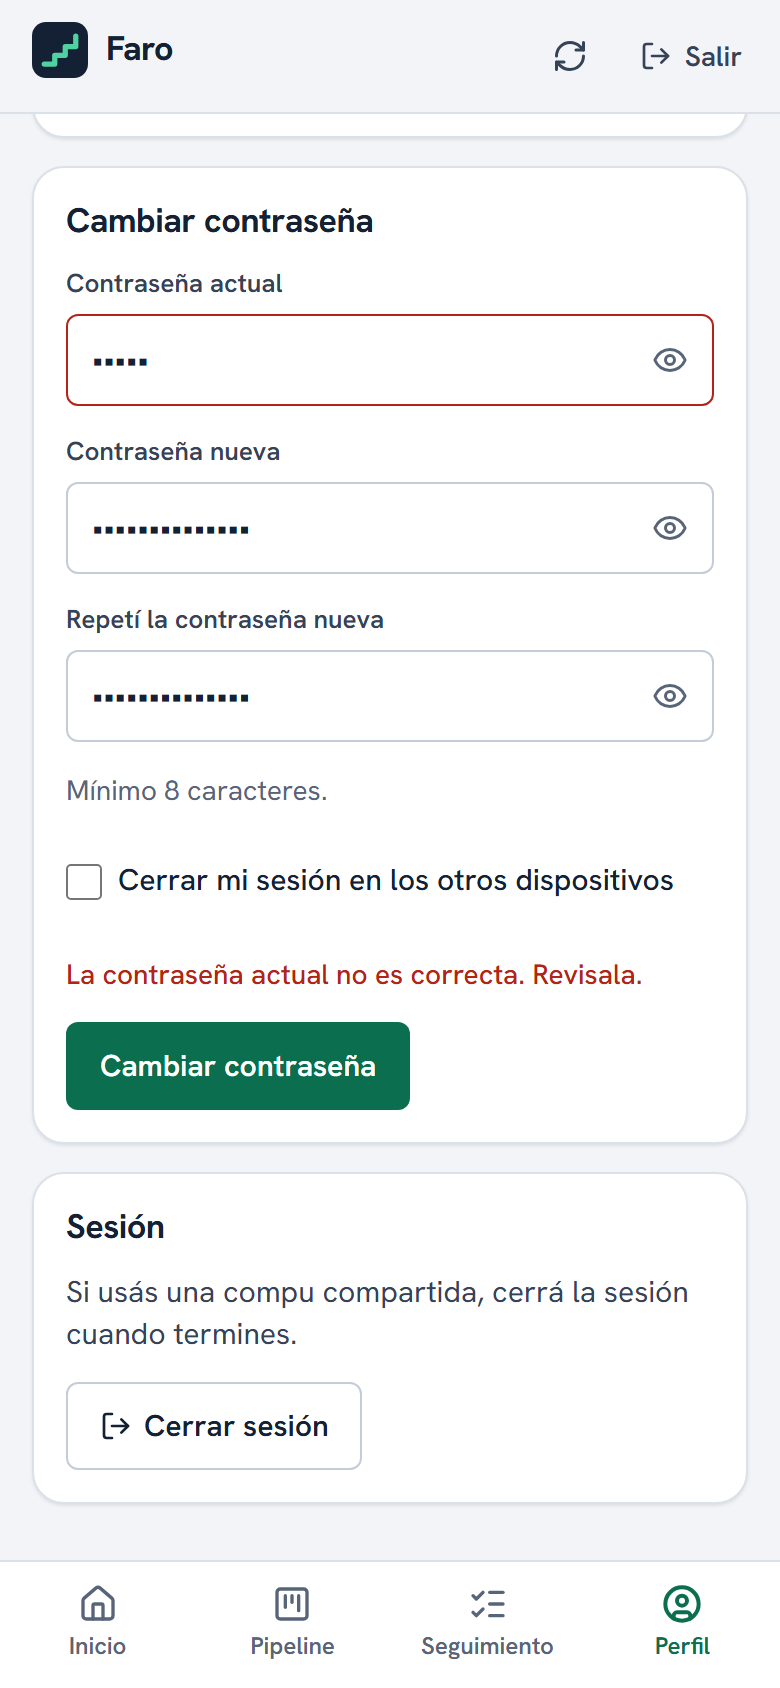 Faro
Salir
Cambiar contraseña
Contraseña actual
Contraseña nueva
Repetí la contraseña nueva
Mínimo 8 caracteres.
Cerrar mi sesión en los otros dispositivos
La contraseña actual no es correcta. Revisala.
Cambiar contraseña
Sesión
Si usás una compu compartida, cerrá la sesión
cuando termines.
Cerrar sesión
Inicio
Pipeline
Seguimiento
Perfil